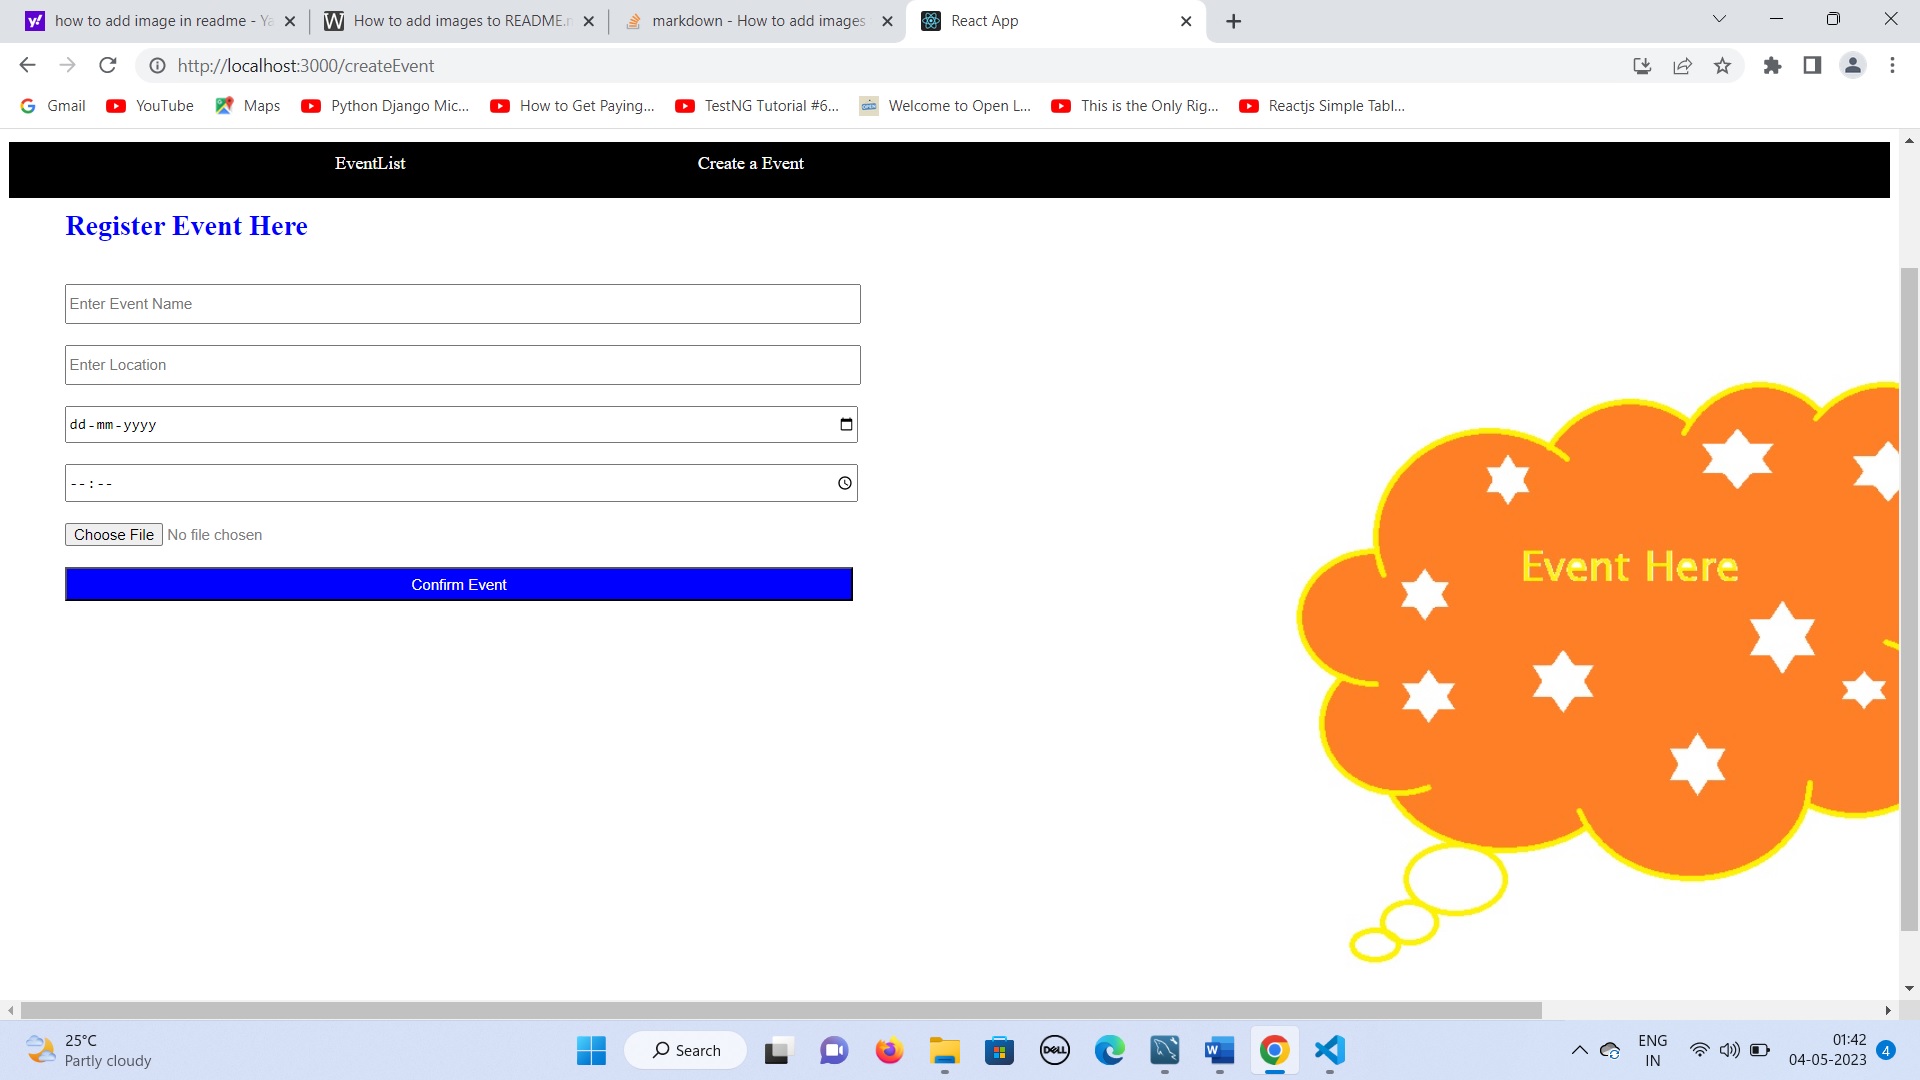 how to add image in readme - Ya
How to add images to README.m
markdown - How to add images
React App
http://localhost:3000/createEvent
Gmail
YouTube
Maps
Python Django Mic...
How to Get Paying...
TestNG Tutorial #6...
Welcome to Open L...
This is the Only Rig...
Reactjs Simple Tabl...
EventList
Create a Event
Register Event Here
Enter Event Name
Enter Location
dd-mm-yyyy
--:--
Choose File No file chosen
Confirm Event
Event Here
25°C
Partly cloudy
Search
DELL
ENG
IN
01:42
04-05-2023
4